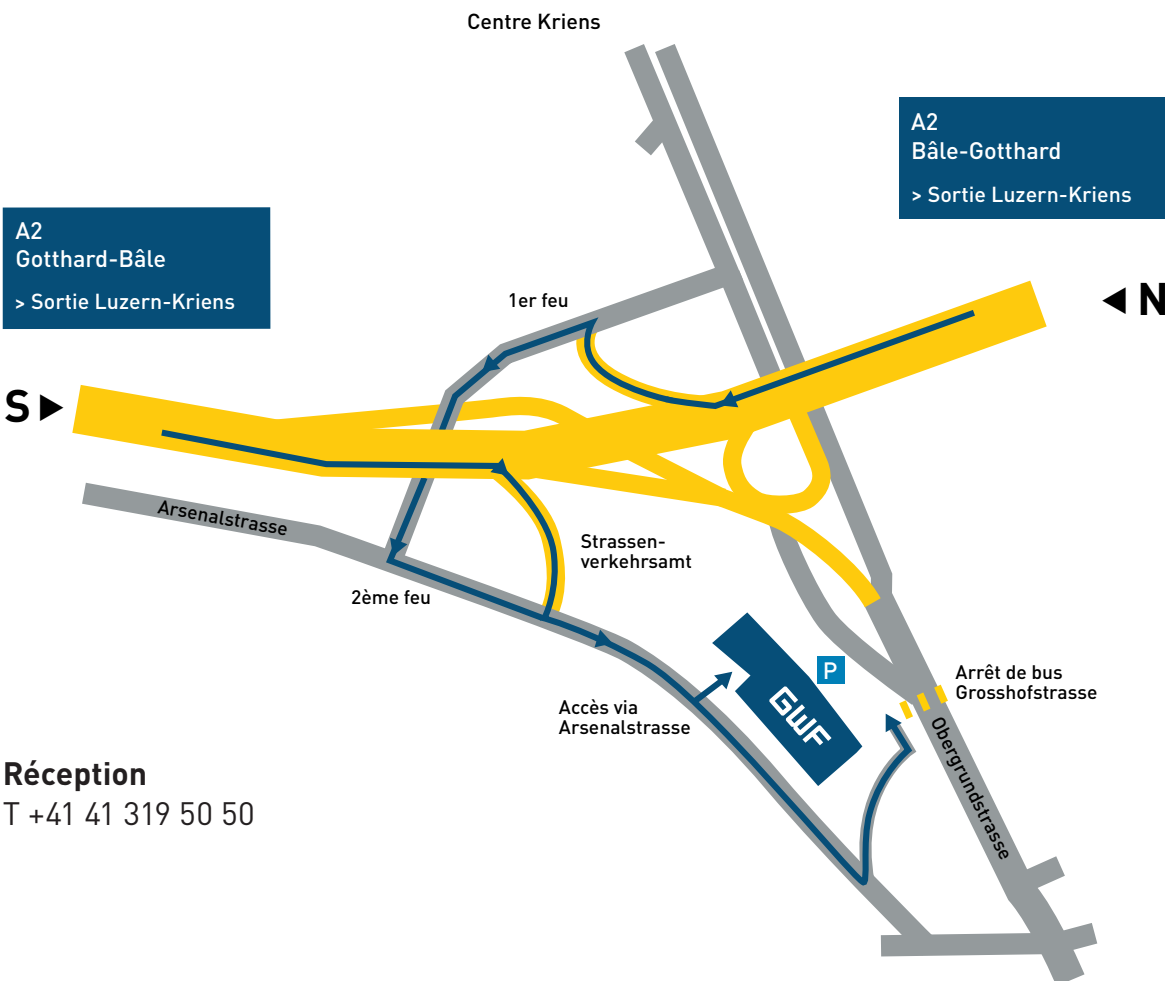 Centre Kriens
A2
Bâle-Gotthard
> Sortie Luzern-Kriens
A2
Gotthard-Bâle
> Sortie Luzern-Kriens
1er feu
N
S
Arsenalstrasse
Strassen-
verkehrsamt
2ème feu
P
Arrêt de bus
Grosshofstrasse
Accès via
Arsenalstrasse
GWF
Obergrundstrasse
Réception
T +41 41 319 50 50